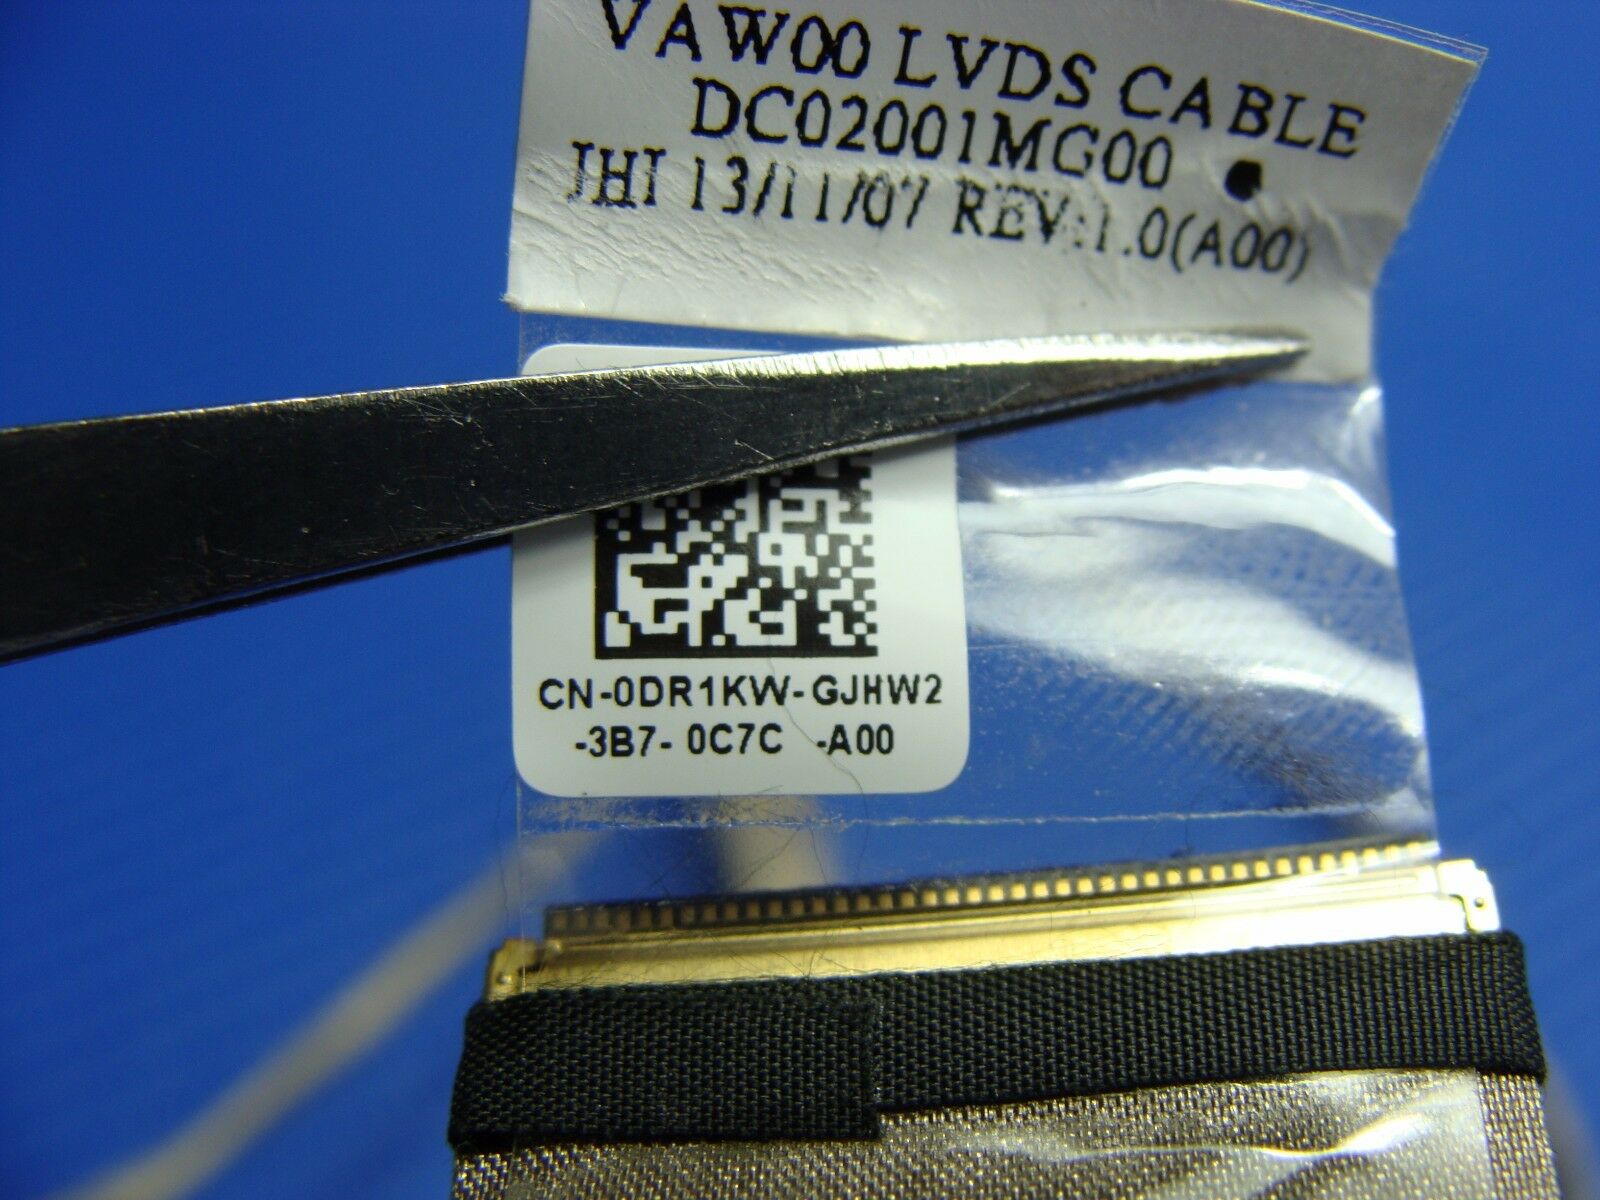 VAW00 LVDS CABLE
DC02001MG00
JHI 13/11/07 REV:1.0(A00)
CN-0DR1KW-GJHW2
-3B7- 0C7C -A00